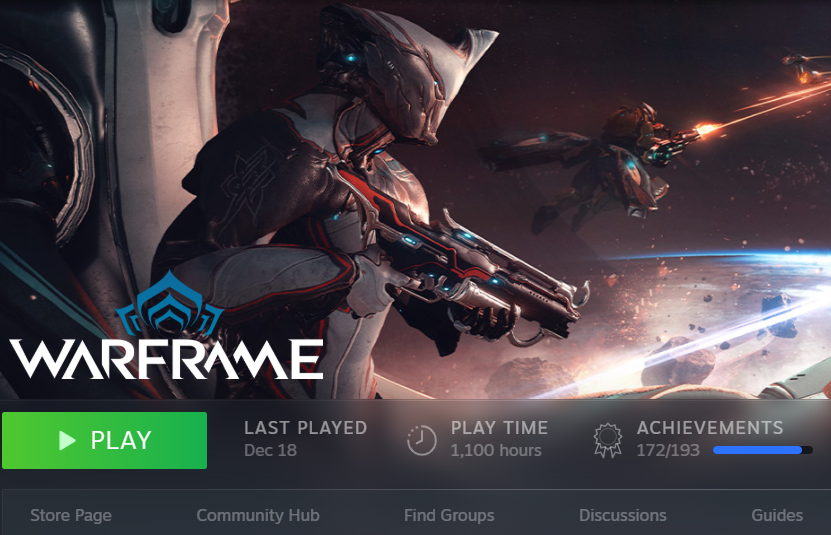 WARFRAME
PLAY
LAST PLAYED
Dec 18
PLAY TIME
1,100 hours
ACHIEVEMENTS
172/193
Store Page
Community Hub
Find Groups
Discussions
Guides